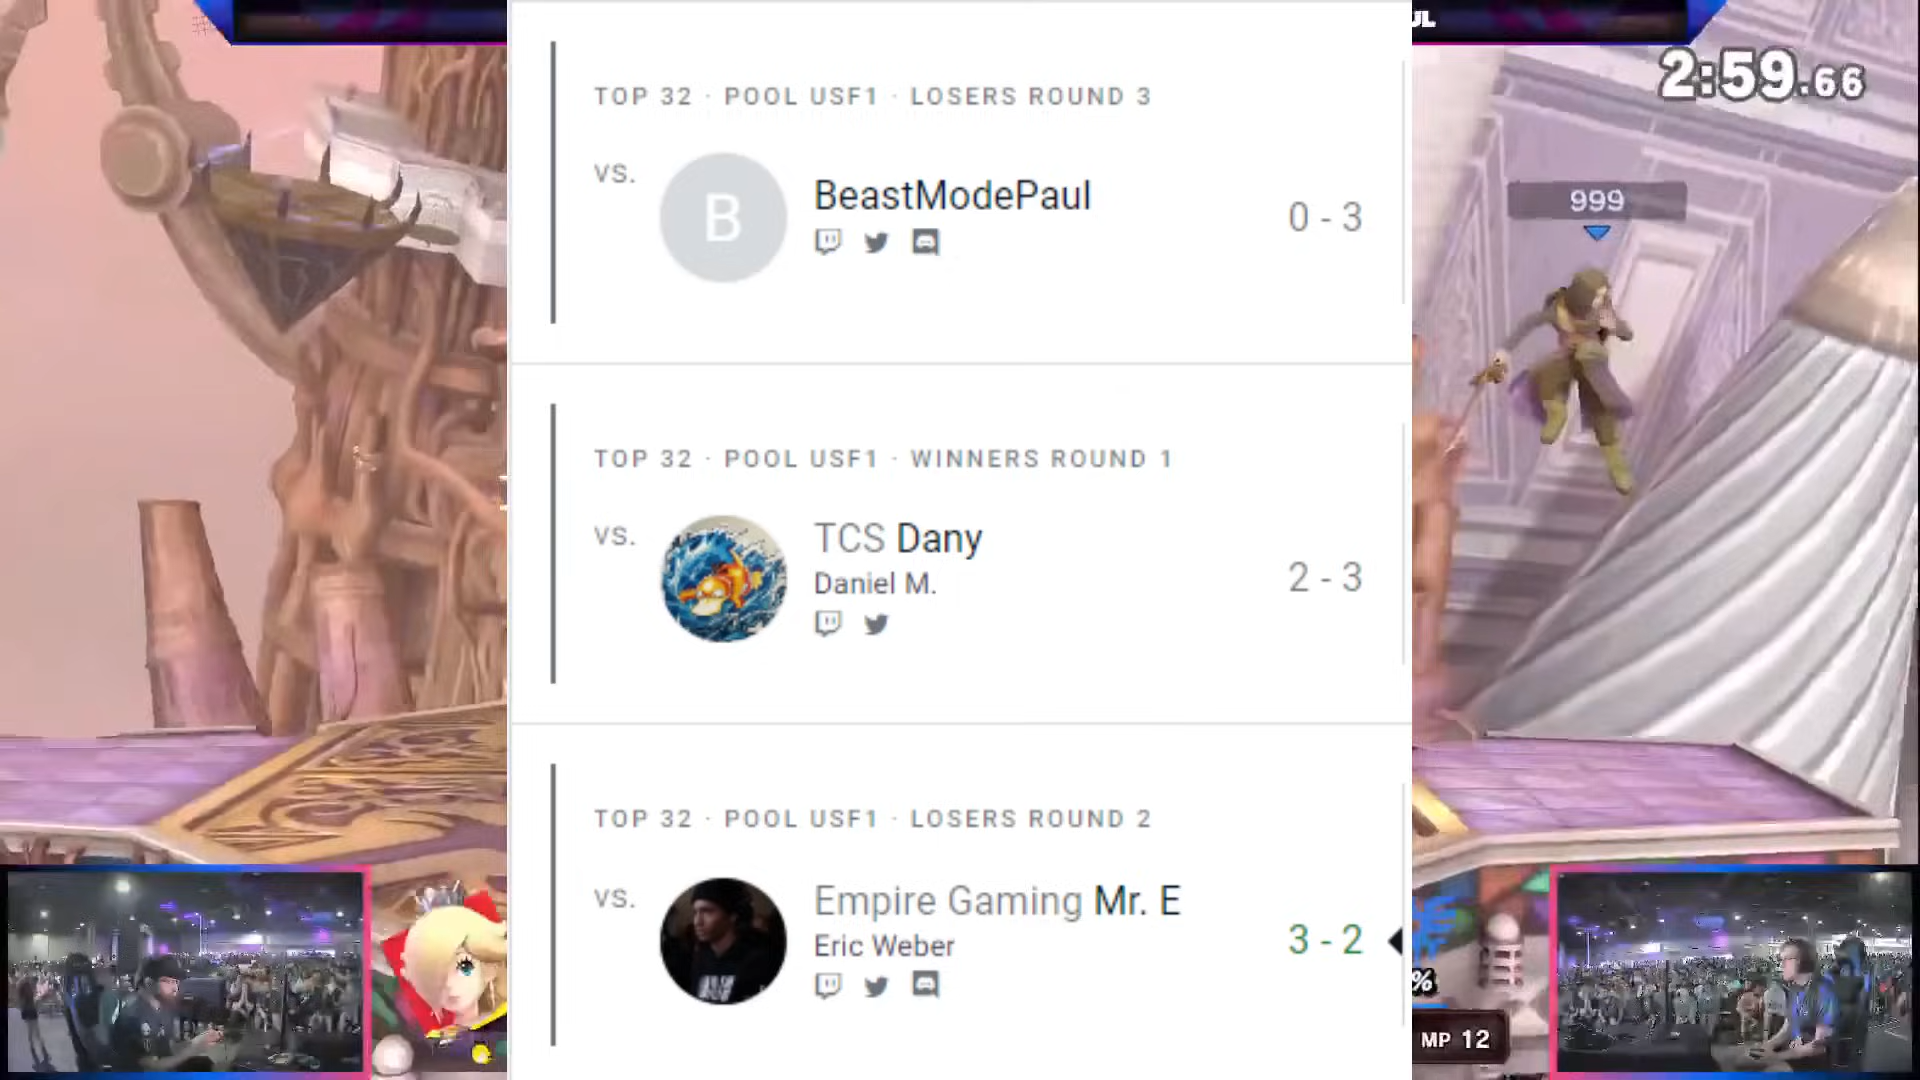 UL
2:59.66
999
TOP 32 · POOL USF1 · LOSERS ROUND 3
VS.
B
BeastModePaul
0 - 3
TOP 32 · POOL USF1 · WINNERS ROUND 1
VS.
TCS Dany
Daniel M.
2 - 3
TOP 32 · POOL USF1 · LOSERS ROUND 2
VS.
Empire Gaming Mr. E
Eric Weber
3 - 2
%
MP 12